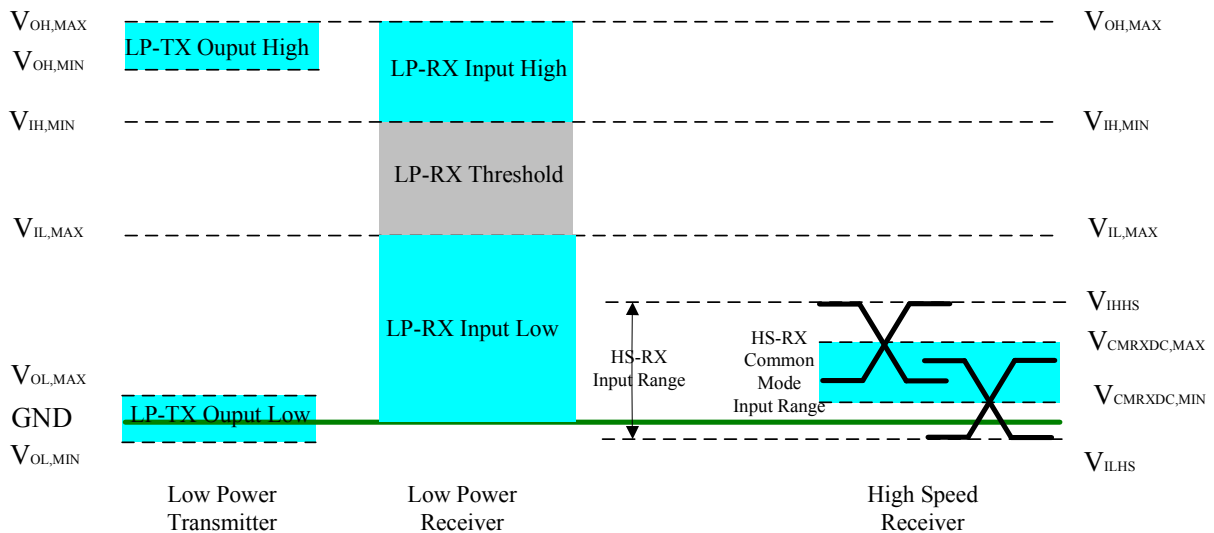 VOH,MAX
LP-TX Ouput High
VOH,MIN
VIH,MIN
VIL,MAX
VOL,MAX
GND
LP-TX Ouput Low
VOL,MIN
Low Power
Transmitter
LP-RX Input High
LP-RX Threshold
LP-RX Input Low
Low Power
Receiver
HS-RX
Input Range
HS-RX
Common
Mode
Input Range
High Speed
Receiver
VOH,MAX
VIH,MIN
VIL,MAX
VIHHS
VCMRXDC,MAX
VCMRXDC,MIN
VILHS